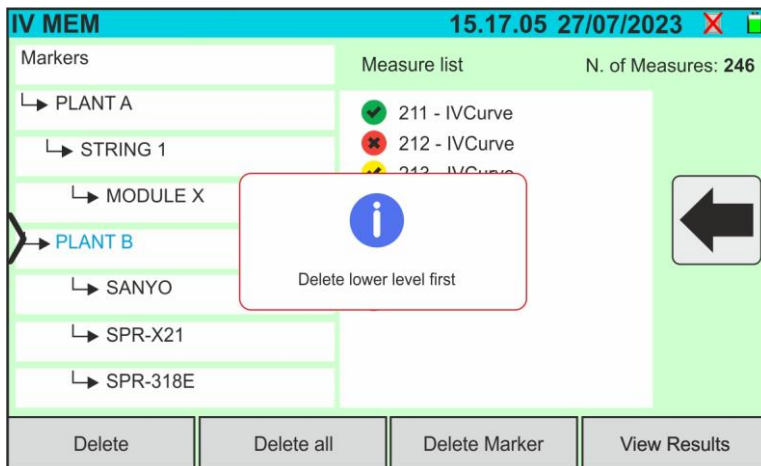 IV MEM 15.17.05 27/07/2023
Markers
PLANT A
STRING 1
MODULE X
PLANT B
SANYO
SPR-X21
SPR-318E
Measure list N. of Measures: 246
211 - IVCurve
212 - IVCurve
213 - IVCurve
Delete lower level first
Delete Delete all Delete Marker View Results